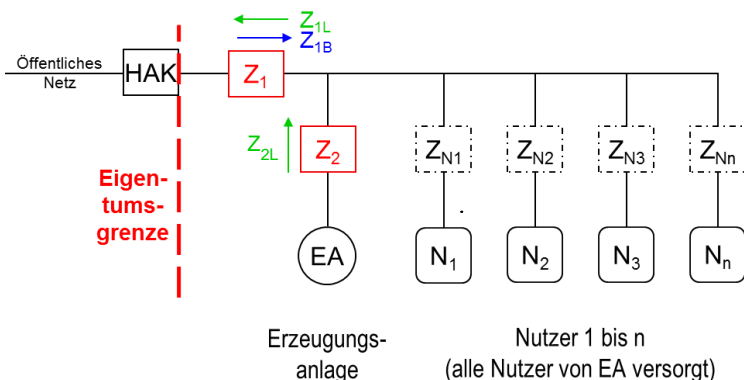 Z1L
Z1B
Öffentliches
Netz
HAK
Z1
Z2L
Z2
ZN1
ZN2
ZN3
ZNn
Eigen-
tums-
grenze
EA
N1
N2
N3
Nn
Erzeugungs-
anlage
Nutzer 1 bis n
(alle Nutzer von EA versorgt)